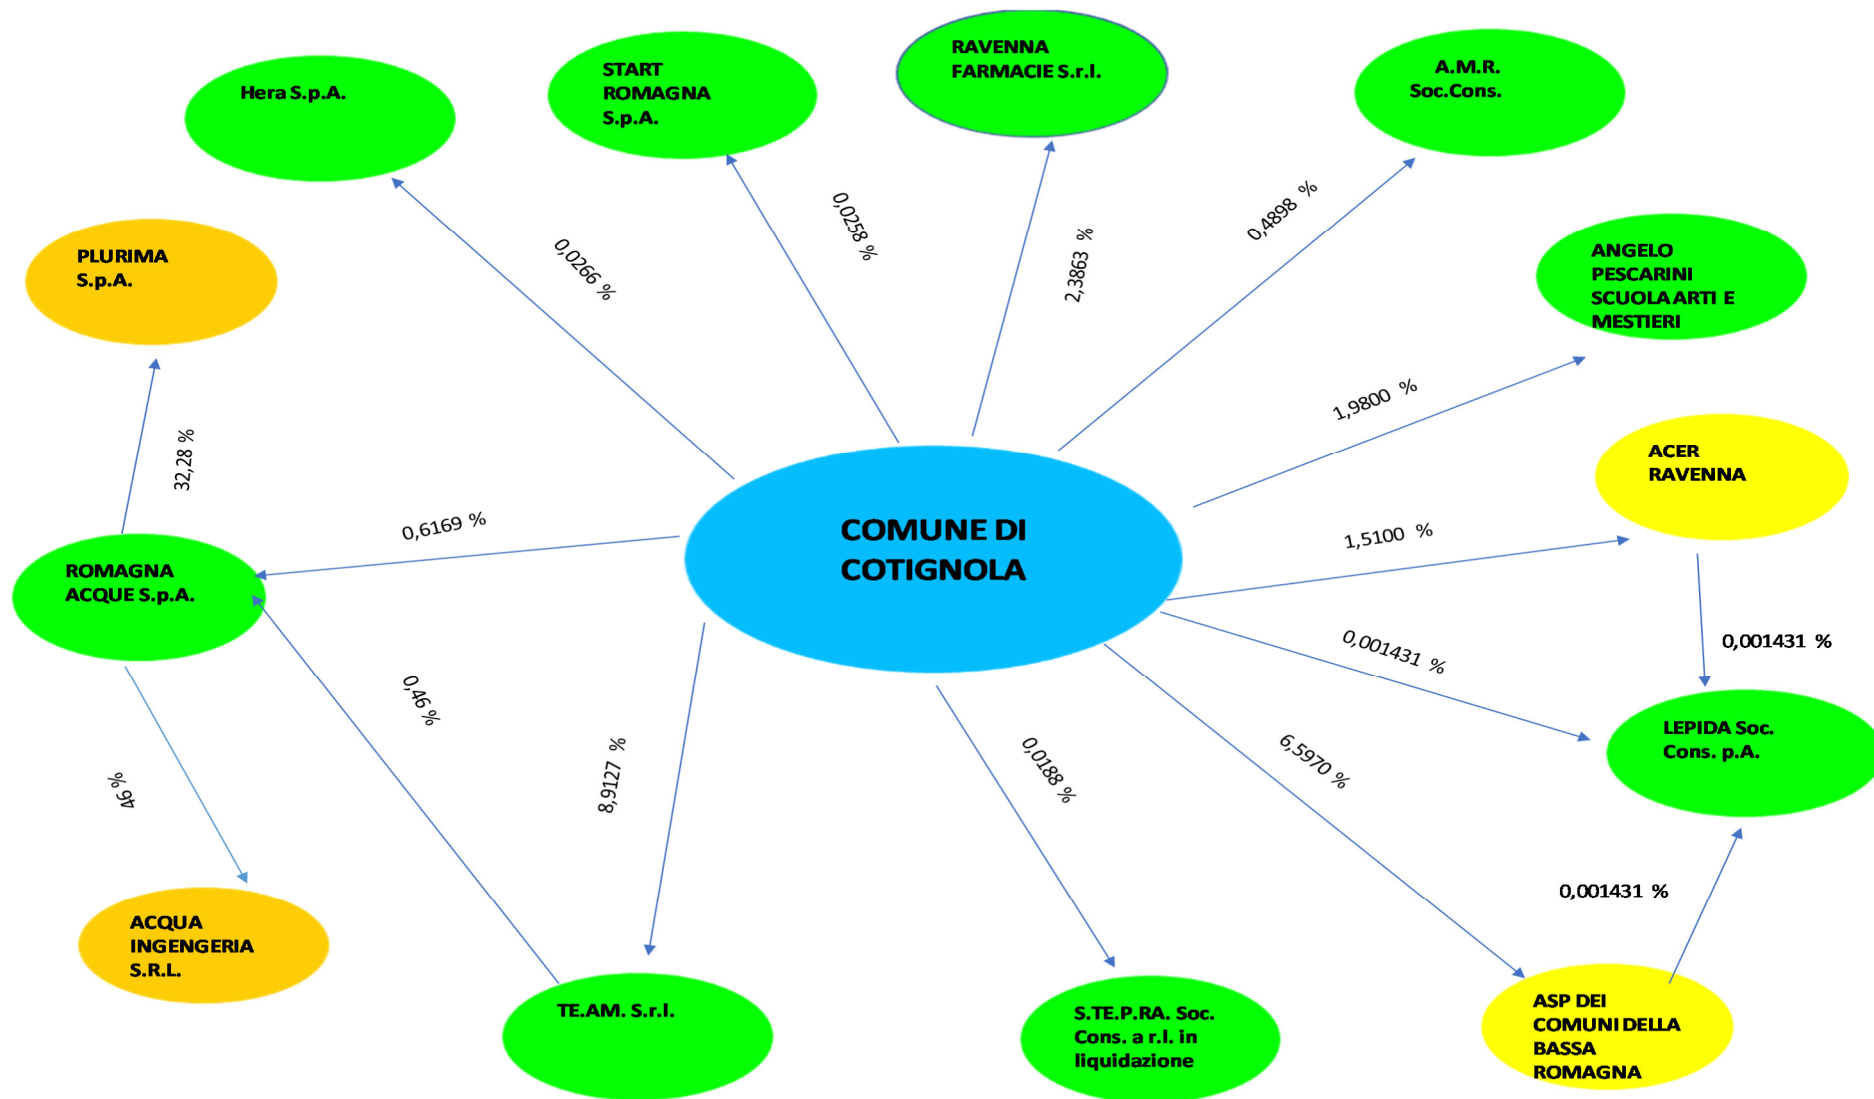 Hera S.p.A.
START
ROMAGNA
S.p.A.
RAVENNA
FARMACIE S.r.l.
A.M.R.
Soc.Cons.
PLURIMA
S.p.A.
0,0266 %
0,0258 %
2,3863 %
0,4898 %
ANGELO
PESCARINI
SCUOLA ARTI E
MESTIERI
1,9800 %
32,28 %
ACER
RAVENNA
0,6169 %
COMUNE DI
COTIGNOLA
1,5100 %
ROMAGNA
ACQUE S.p.A.
0,001431 %
0,001431 %
0,46 %
8,9127 %
0,0188 %
6,5970 %
LEPIDA Soc.
Cons. p.A.
46 %
0,001431 %
ACQUA
INGENGERIA
S.R.L.
TE.AM. S.r.l.
S.TE.P.RA. Soc.
Cons. a r.l. in
liquidazione
ASP DEI
COMUNI DELLA
BASSA
ROMAGNA